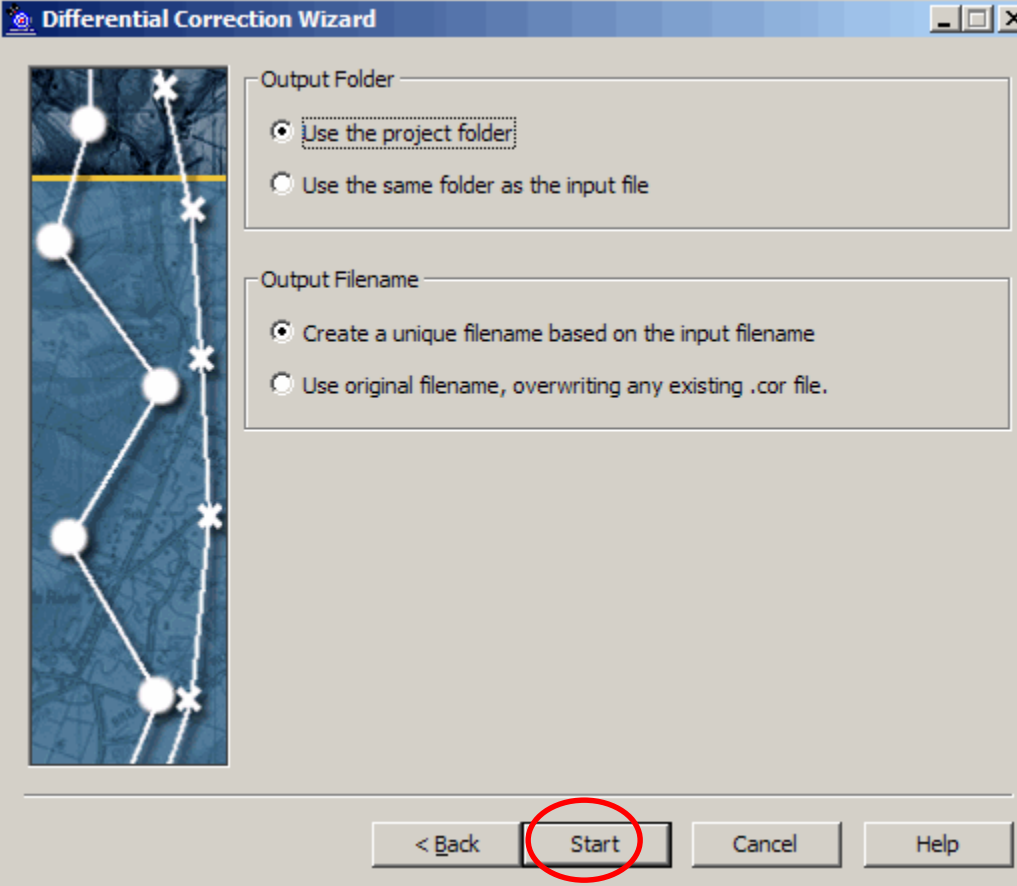 Differential Correction Wizard
Output Folder
Use the project folder
Use the same folder as the input file
Output Filename
Create a unique filename based on the input filename
Use original filename, overwriting any existing .cor file.
< Back Start Cancel Help